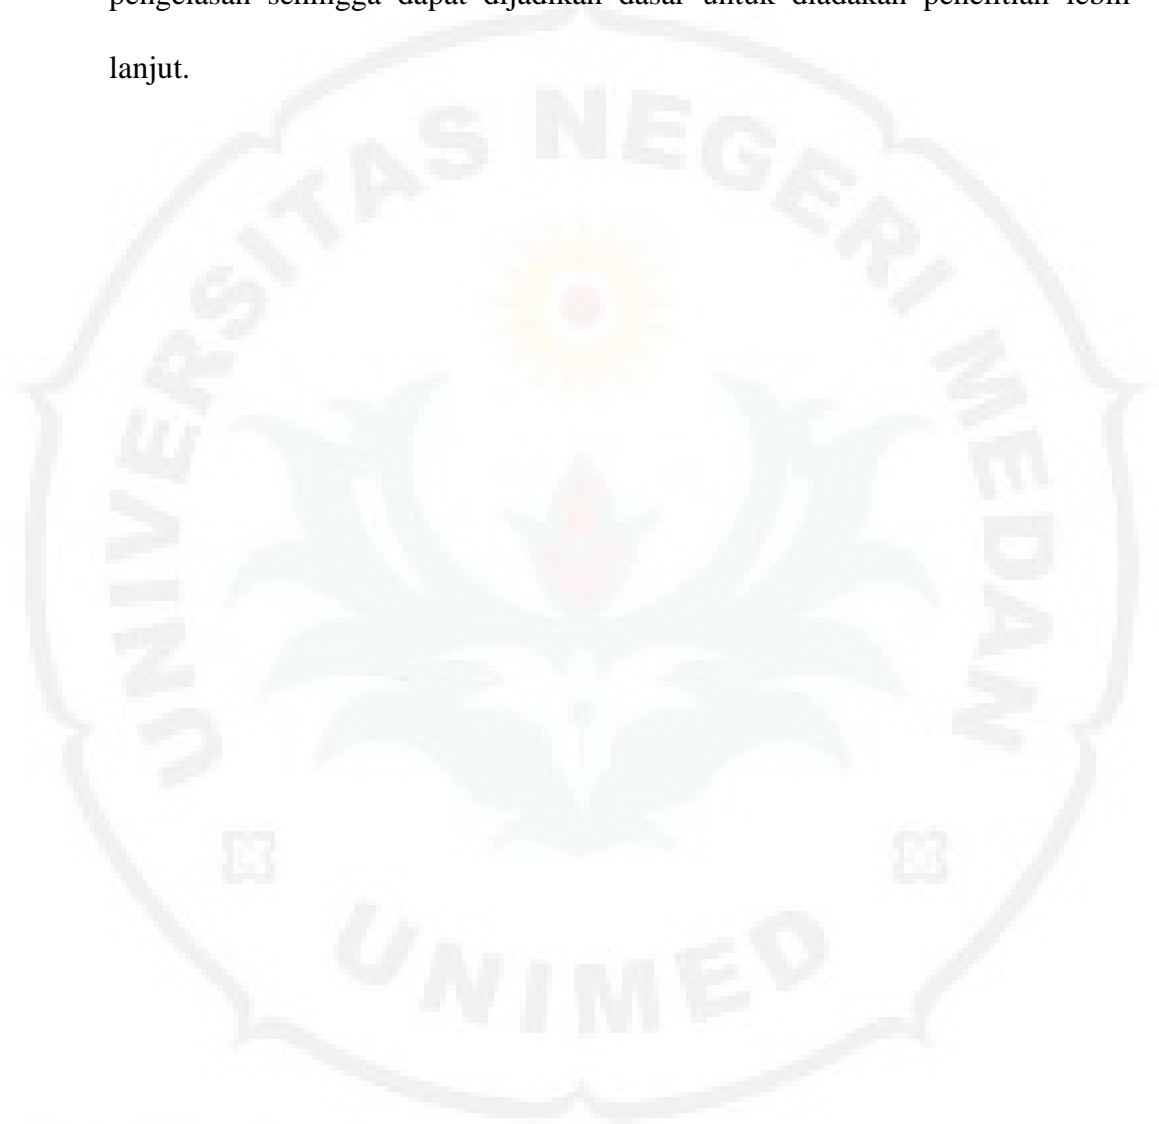 pengelasan sehingga dapat dijadikan dasar untuk diadakan penelitian lebih
lanjut.
UNIVERSITAS NEGERI MEDAN
UNIMED